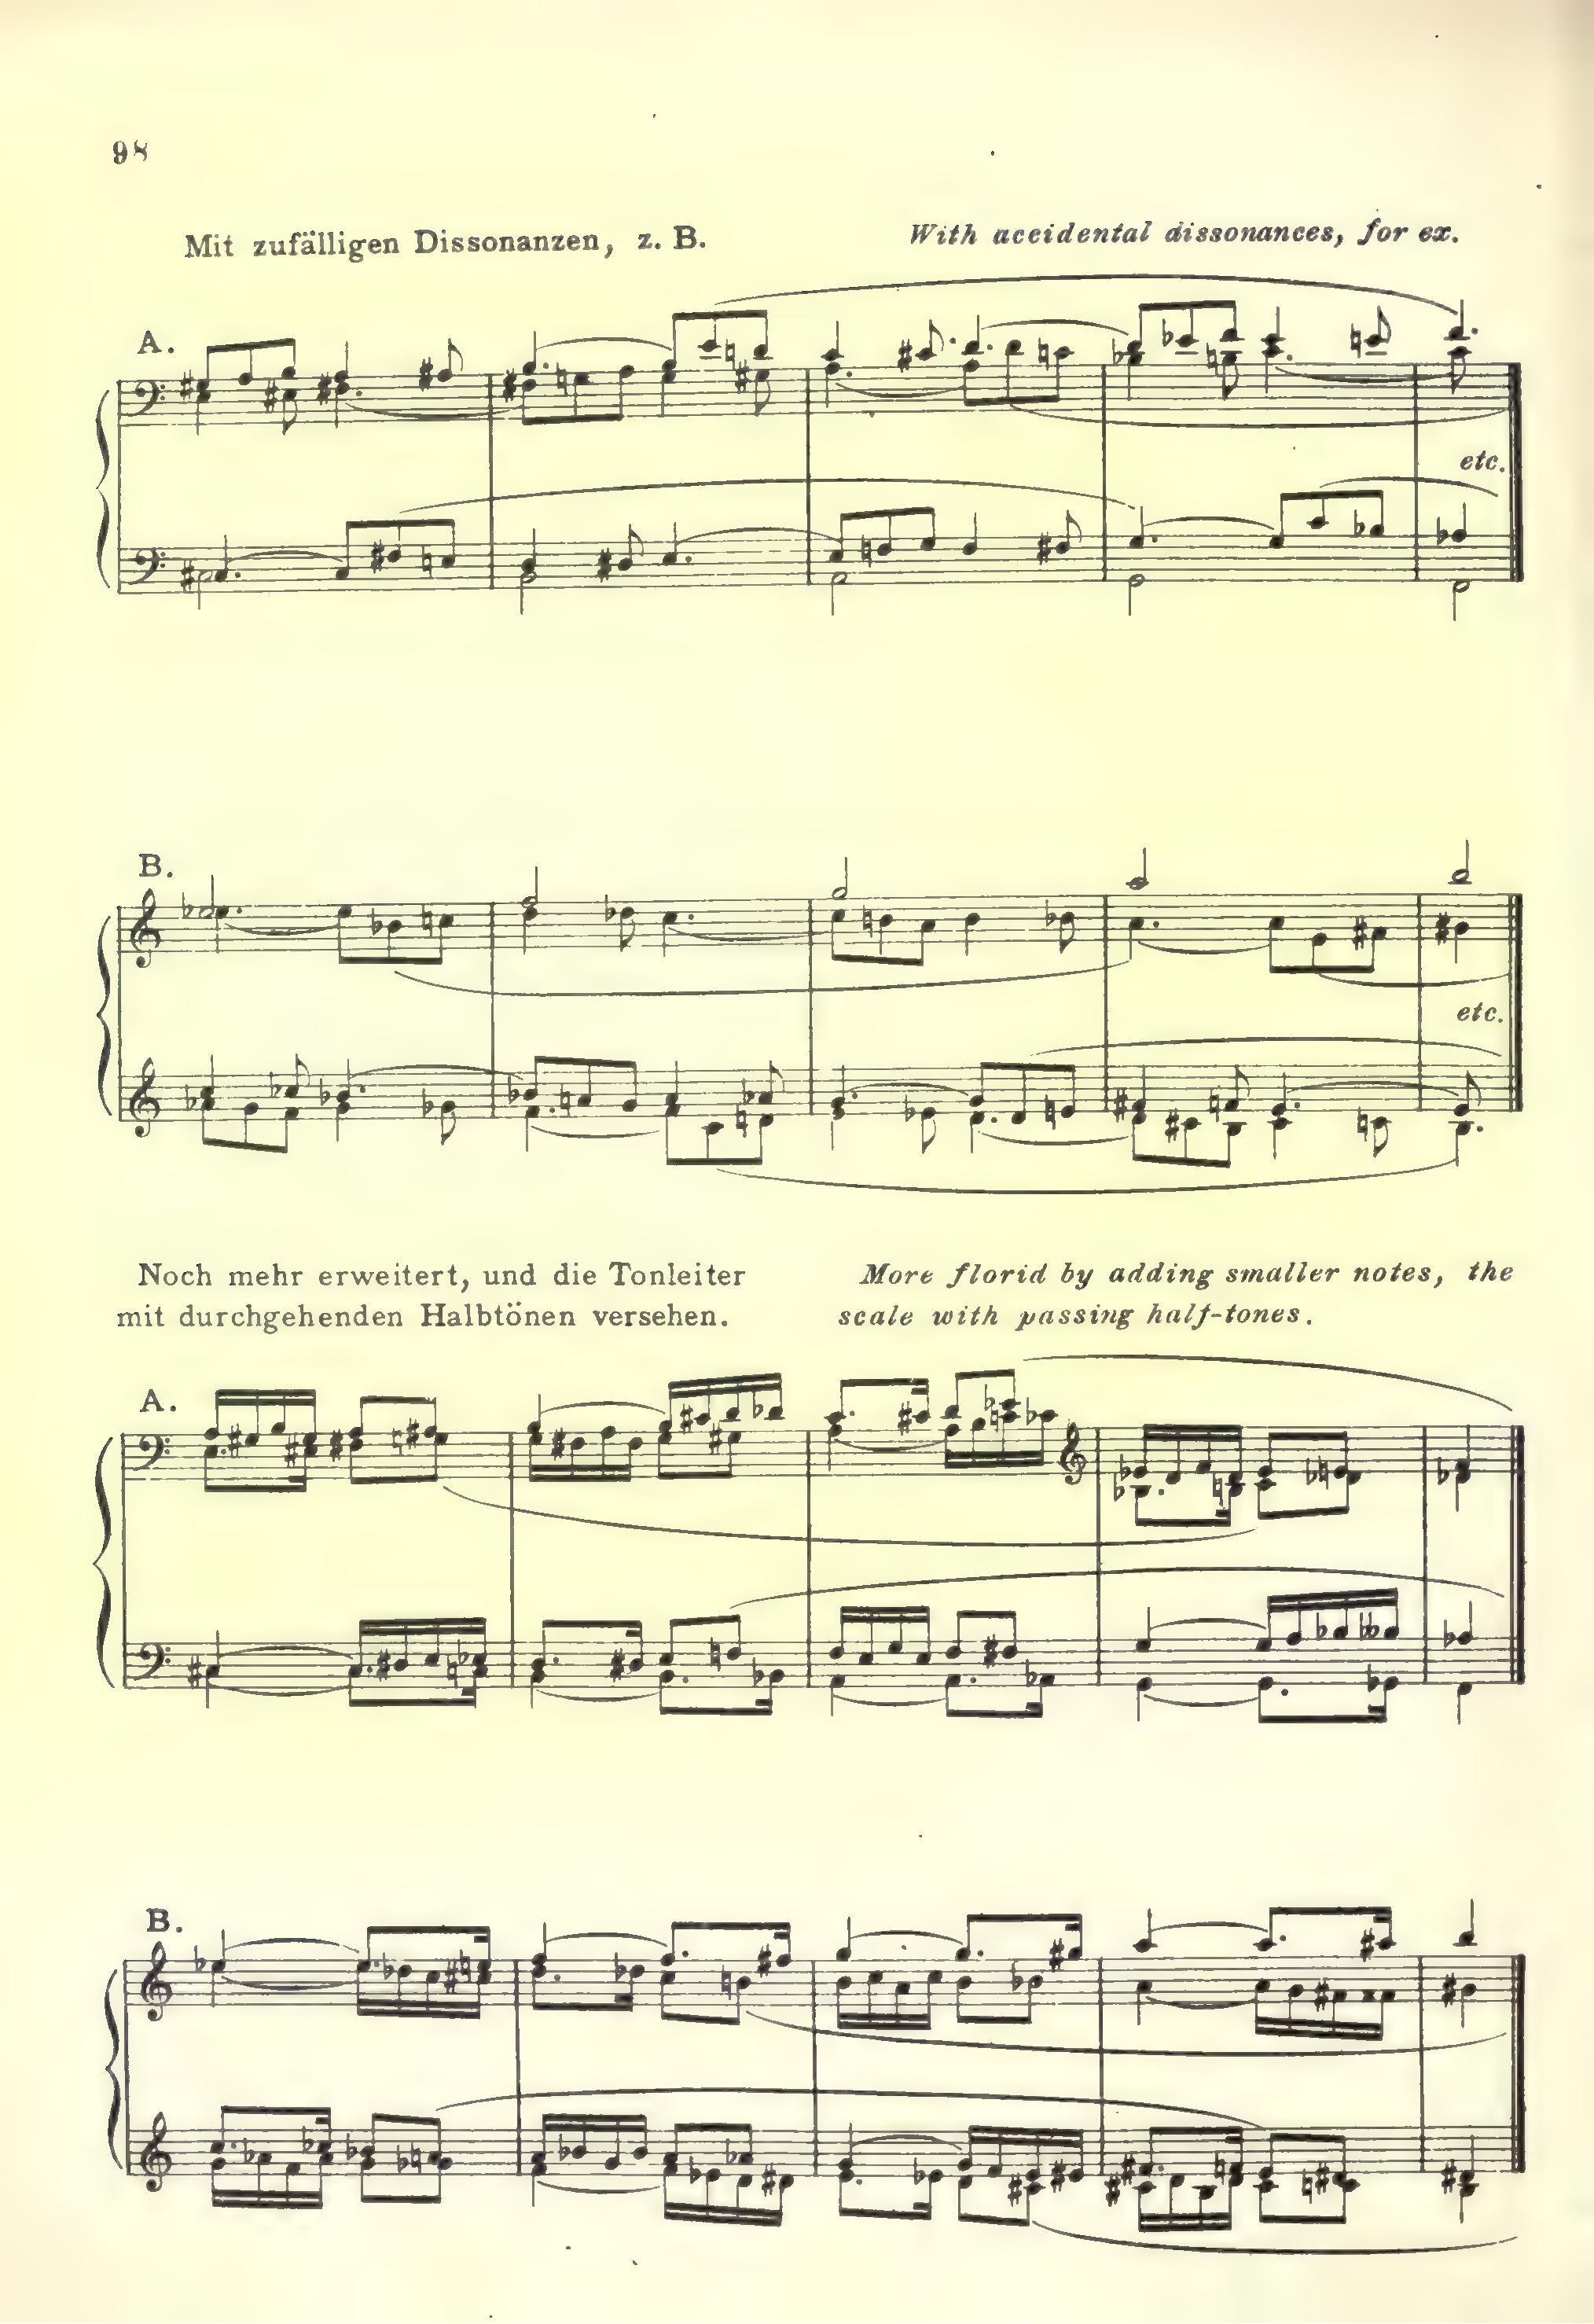 98
Mit zufälligen Dissonanzen, z. B.
With accidental dissonances, for ex.
A.
etc.
B.
etc.
Noch mehr erweitert, und die Tonleiter
mit durchgehenden Halbtönen versehen.
More florid by adding smaller notes, the
scale with passing half-tones.
A.
B.